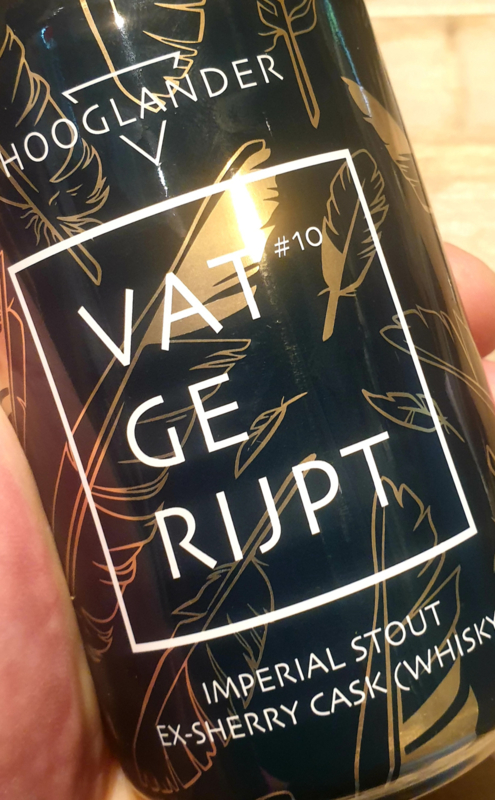 HOOGLANDER
VAT #10
GE
RIJPT
IMPERIAL STOUT
EX-SHERRY CASK (WHISKY